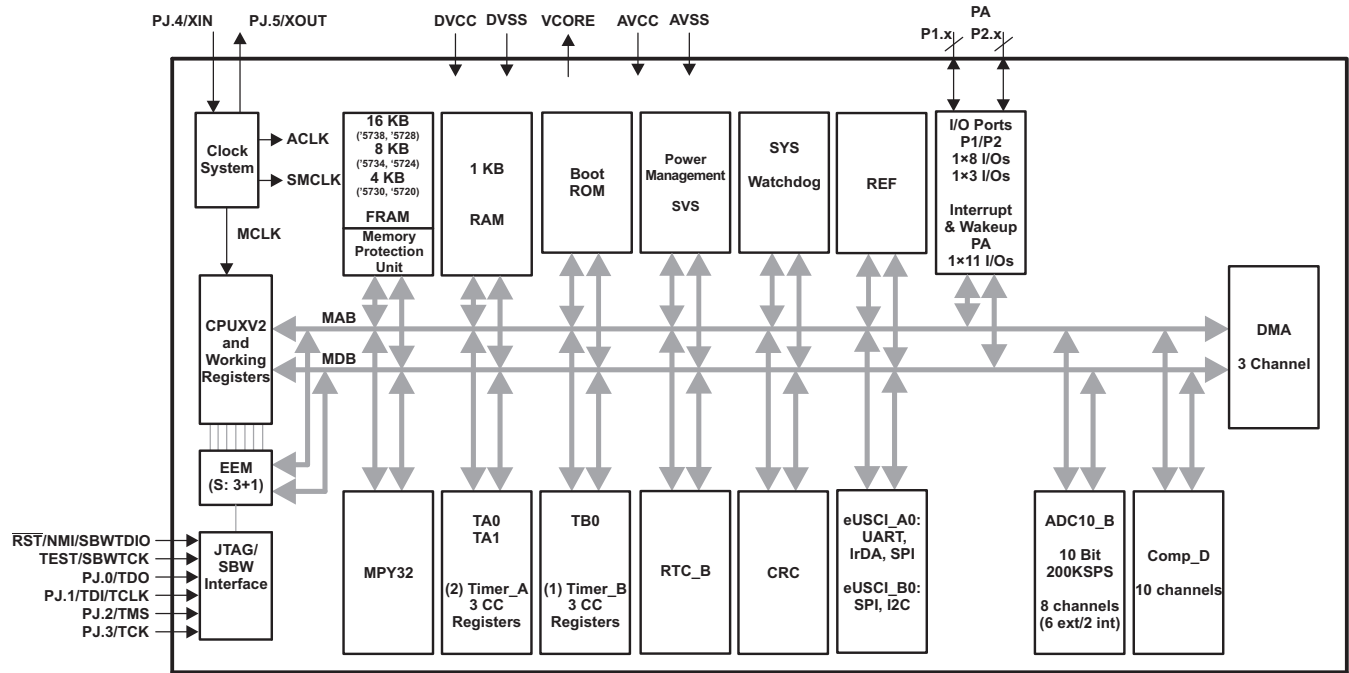 PJ.4/XIN
PJ.5/XOUT
DVCC
DVSS
VCORE
AVCC
AVSS
PA
P1.x
P2.x
Clock
System
ACLK
SMCLK
MCLK
16 KB
('5738, '5728)
8 KB
('5734, '5724)
4 KB
('5730, '5720)
FRAM
Memory
Protection
Unit
1 KB
RAM
Boot
ROM
Power
Management
SVS
SYS
Watchdog
REF
I/O Ports
P1/P2
1×8 I/Os
1×3 I/Os
Interrupt
& Wakeup
PA
1×11 I/Os
CPUXV2
and
Working
Registers
MAB
MDB
DMA
3 Channel
EEM
(S: 3+1)
RST/NMI/SBWTDIO
TEST/SBWTCK
PJ.0/TDO
PJ.1/TDI/TCLK
PJ.2/TMS
PJ.3/TCK
JTAG/
SBW
Interface
MPY32
TA0
TA1
(2) Timer_A
3 CC
Registers
TB0
(1) Timer_B
3 CC
Registers
RTC_B
CRC
eUSCI_A0:
UART,
IrDA, SPI
eUSCI_B0:
SPI, I2C
ADC10_B
10 Bit
200KSPS
8 channels
(6 ext/2 int)
Comp_D
10 channels